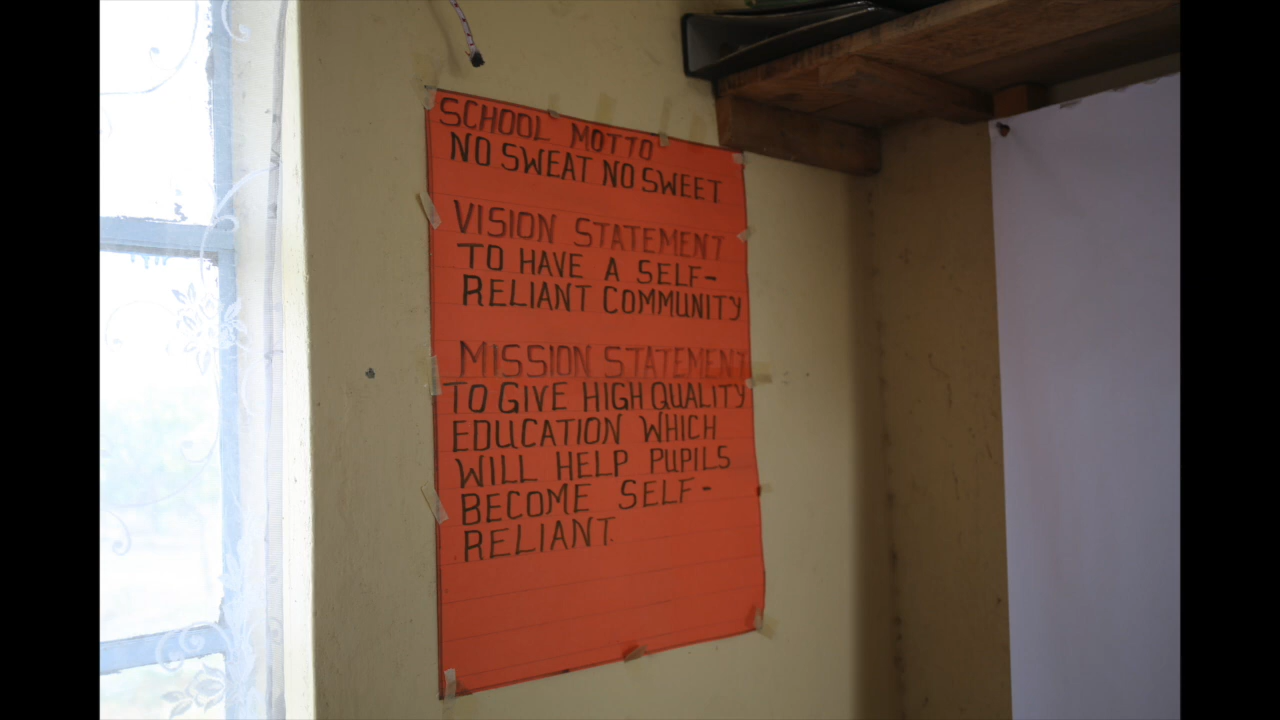 SCHOOL MOTTO
NO SWEAT NO SWEET
VISION STATEMENT
TO HAVE A SELF-
RELIANT COMMUNITY
MISSION STATEMENT
TO GIVE HIGH QUALITY
EDUCATION WHICH
WILL HELP PUPILS
BECOME SELF-
RELIANT.